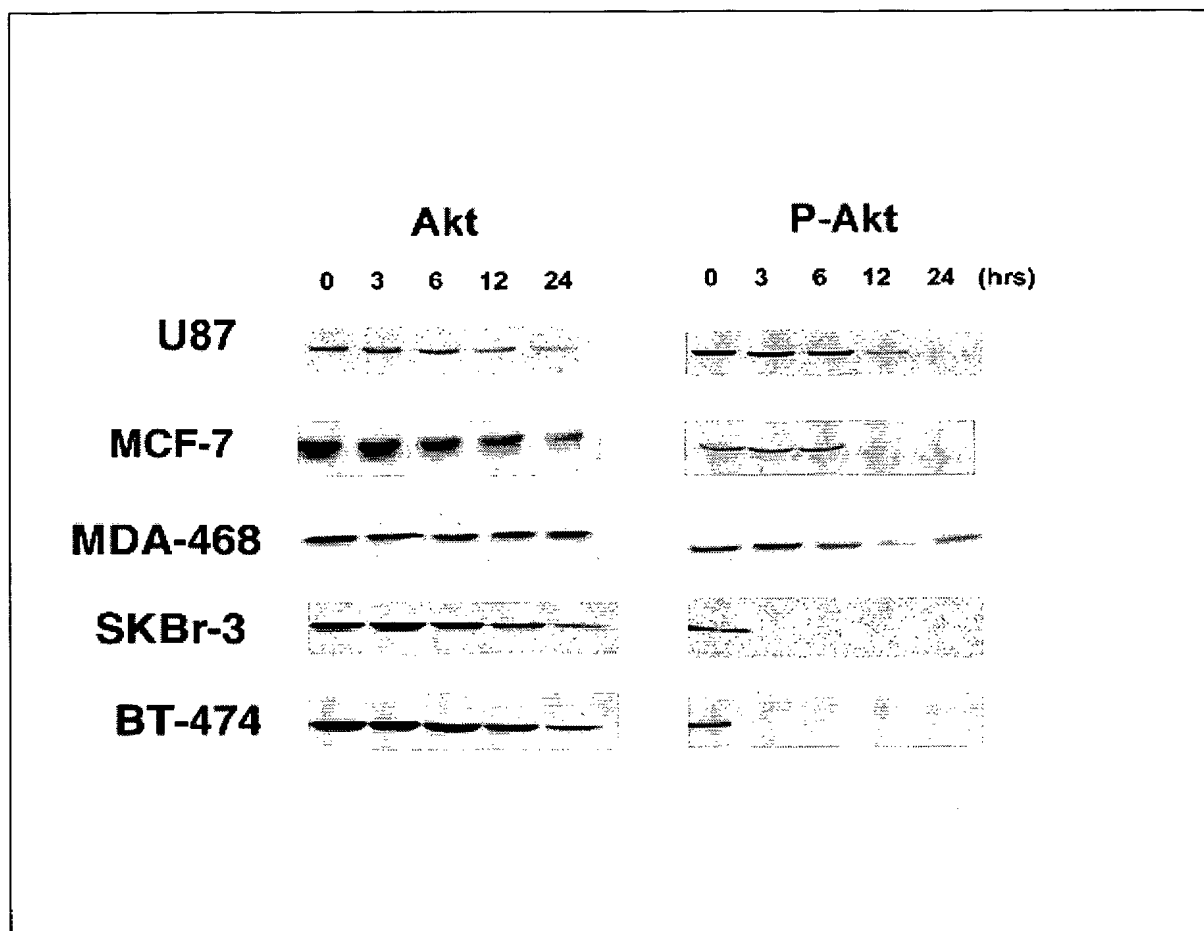 Akt P-Akt
0 3 6 12 24 0 3 6 12 24 (hrs)
U87
MCF-7
MDA-468
SKBr-3
BT-474